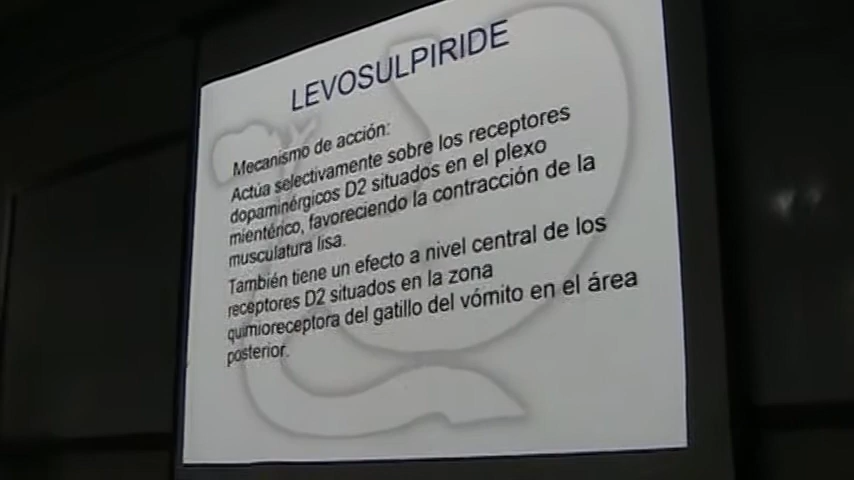 LEVOSULPIRIDE
Mecanismo de acción:
Actúa selectivamente sobre los receptores
dopaminérgicos D2 situados en el plexo
mientérico, favoreciendo la contracción de la
musculatura lisa.
También tiene un efecto a nivel central de los
receptores D2 situados en la zona
quimioreceptora del gatillo del vómito en el área
posterior.